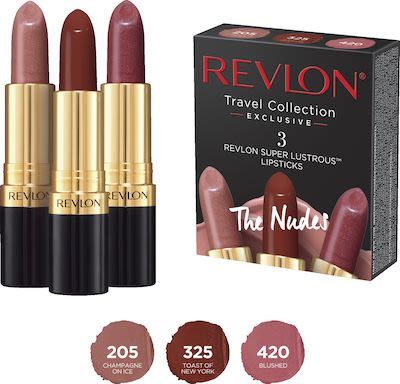 205 325 420
REVLON®
Travel Collection
EXCLUSIVE
3
REVLON SUPER LUSTROUS™
LIPSTICKS
The Nudes
REVLON REVLON REVLON
205 325 420
CHAMPAGNE TOAST OF BLUSHED
ON ICE NEW YORK